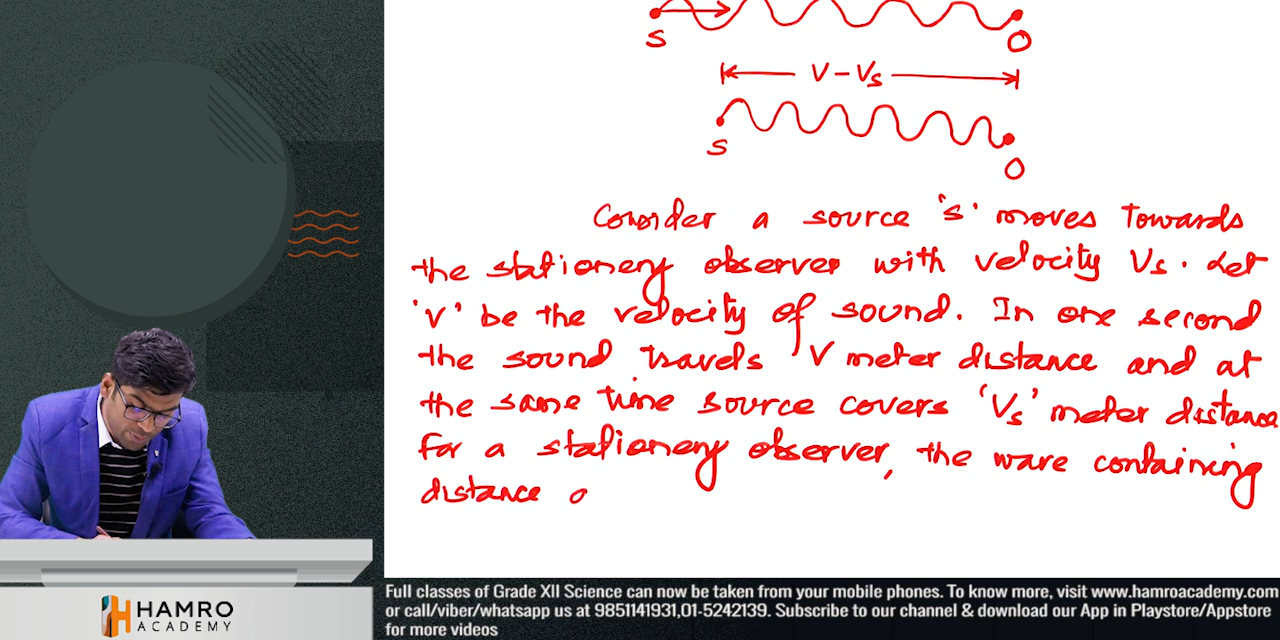 S
O
V - Vs
S
O
Consider a source 's' moves towards
the stationery observer with velocity Vs. Let
'v' be the velocity of sound. In one second
the sound travels V meter distance and at
the same time source covers 'Vs' meter distance
For a stationery observer, the wave containing
distance o
HAMRO
ACADEMY
Full classes of Grade XII Science can now be taken from your mobile phones. To know more, visit www.hamroacademy.com
or call/viber/whatsapp us at 9851141931,01-5242139. Subscribe to our channel & download our App in Playstore/Appstore
for more videos